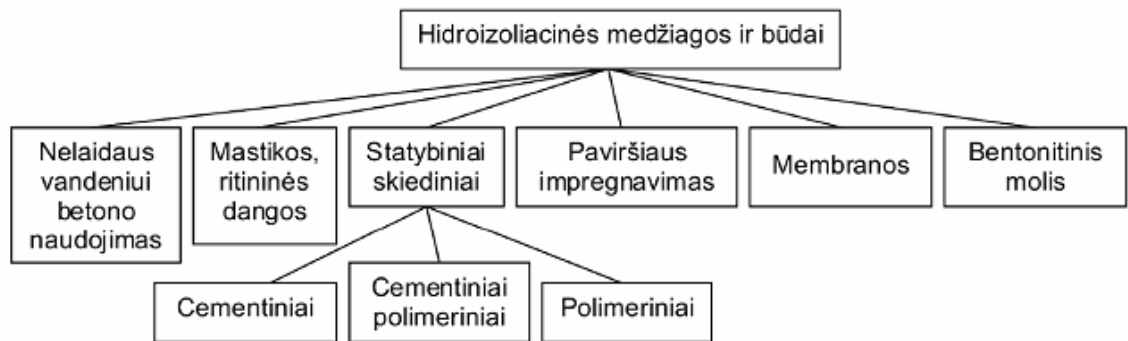 Hidroizoliacinės medžiagos ir būdai
Nelaidaus
vandeniui
betono
naudojimas
Mastikos,
ritininės
dangos
Statybiniai
skiediniai
Paviršiaus
impregnavimas
Membranos
Bentonitinis
molis
Cementiniai
Cementiniai
polimeriniai
Polimeriniai